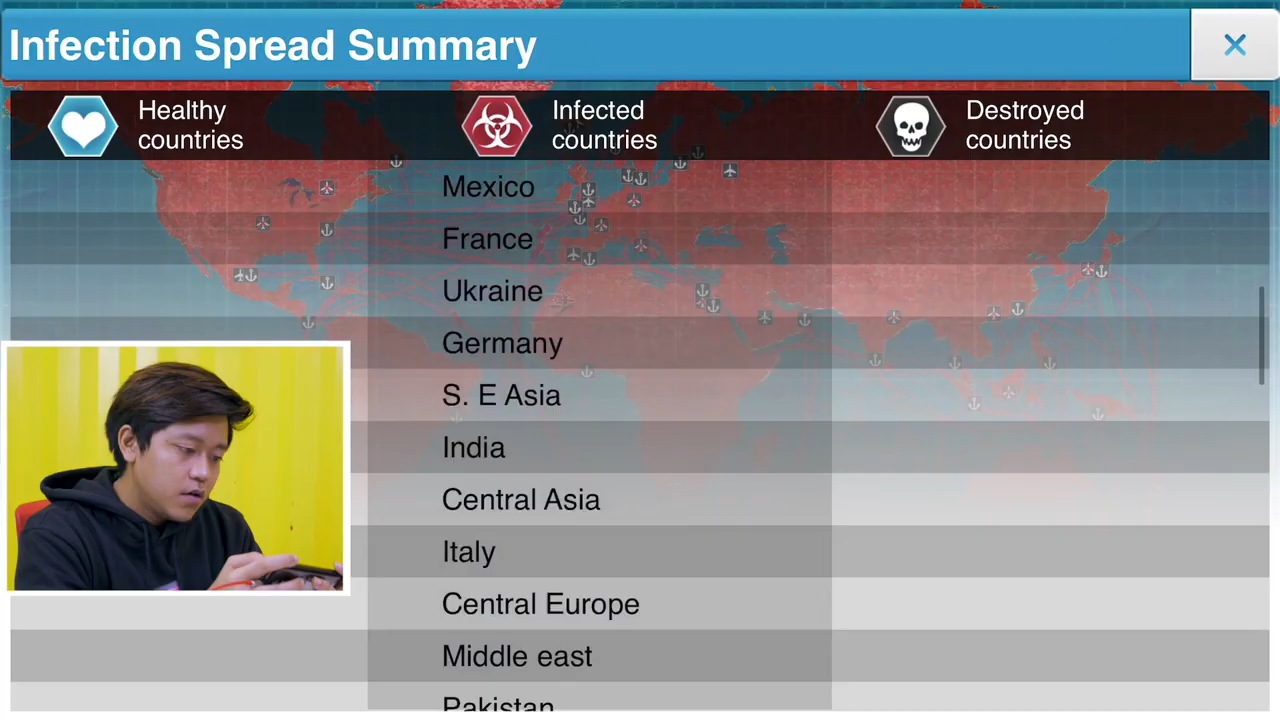 Infection Spread Summary
Healthy
countries
Infected
countries
Destroyed
countries
Mexico
France
Ukraine
Germany
S. E Asia
India
Central Asia
Italy
Central Europe
Middle east
Pakistan